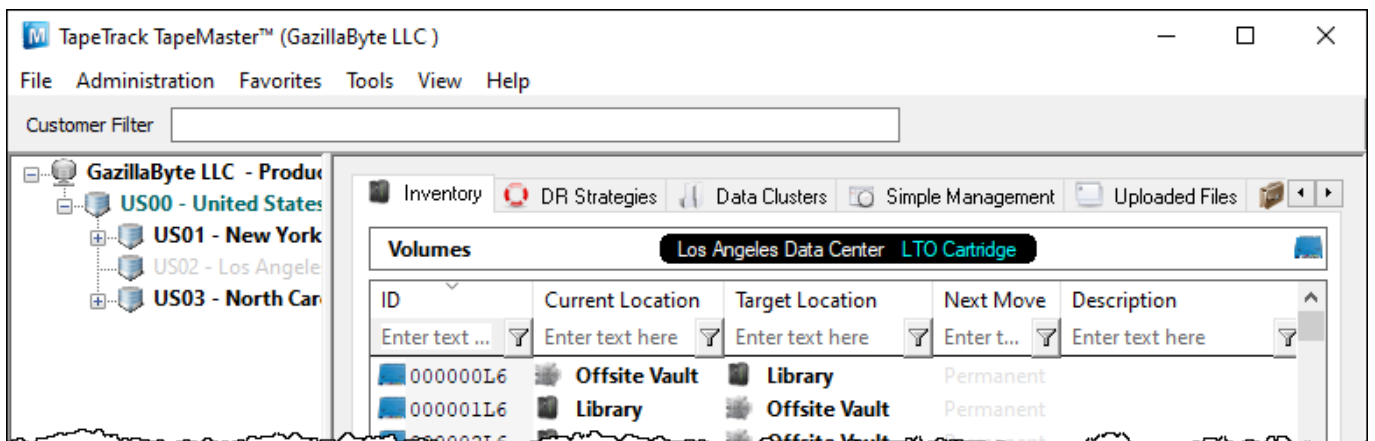 TapeTrack TapeMaster™ (GazillaByte LLC )
File Administration Favorites Tools View Help
Customer Filter
GazillaByte LLC - Produc
US00 - United States
US01 - New York
US02 - Los Angele
US03 - North Car
Inventory DR Strategies Data Clusters Simple Management Uploaded Files
Volumes Los Angeles Data Center LTO Cartridge
ID Current Location Target Location Next Move Description
Enter text ... Enter text here Enter text here Enter t... Enter text here
000000L6 Offsite Vault Library Permanent
000001L6 Library Offsite Vault Permanent
000002L6 Offsite Vault